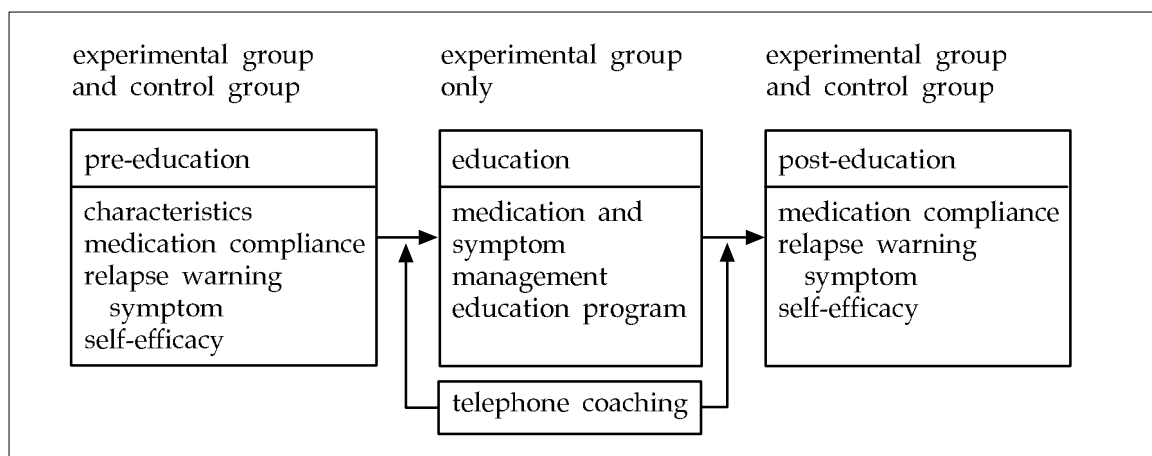 experimental group
and control group
pre-education
characteristics
medication compliance
relapse warning
symptom
self-efficacy
experimental group
only
education
medication and
symptom
management
education program
telephone coaching
experimental group
and control group
post-education
medication compliance
relapse warning
symptom
self-efficacy